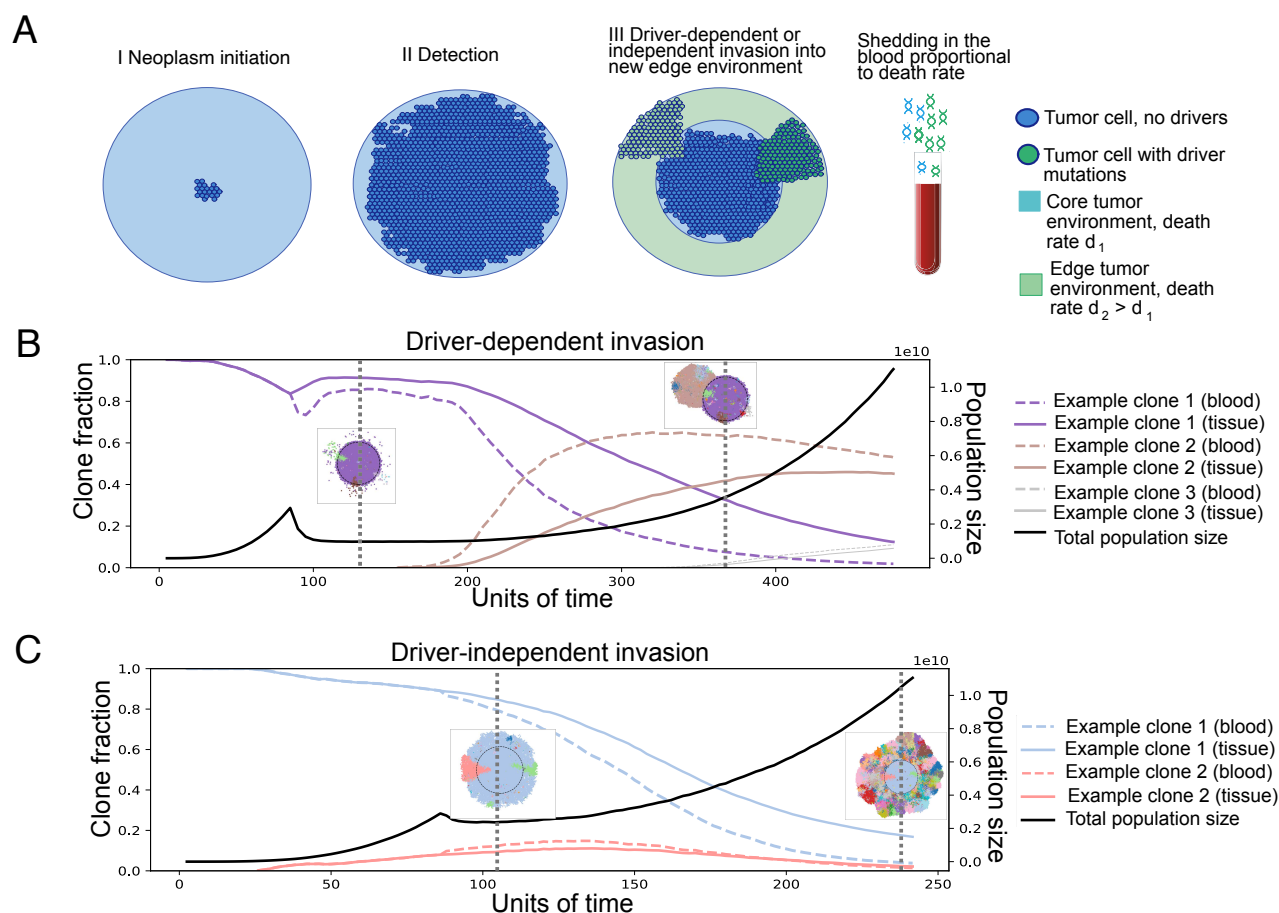 A
I Neoplasm initiation
II Detection
III Driver-dependent or
independent invasion into
new edge environment
Shedding in the
blood proportional
to death rate
Tumor cell, no drivers
Tumor cell with driver
mutations
Core tumor
environment, death
rate d1
Edge tumor
environment, death
rate d2 > d1
B
Driver-dependent invasion
1e10
Clone fraction
1.0
0.8
0.6
0.4
0.2
0.0
0
100
200
300
400
Units of time
1.0
0.8
0.6
0.4
0.2
0.0
Population size
Example clone 1 (blood)
Example clone 1 (tissue)
Example clone 2 (blood)
Example clone 2 (tissue)
Example clone 3 (blood)
Example clone 3 (tissue)
Total population size
C
Driver-independent invasion
1e10
Clone fraction
1.0
0.8
0.6
0.4
0.2
0.0
0
50
100
150
200
250
Units of time
1.0
0.8
0.6
0.4
0.2
0.0
Population size
Example clone 1 (blood)
Example clone 1 (tissue)
Example clone 2 (blood)
Example clone 2 (tissue)
Total population size